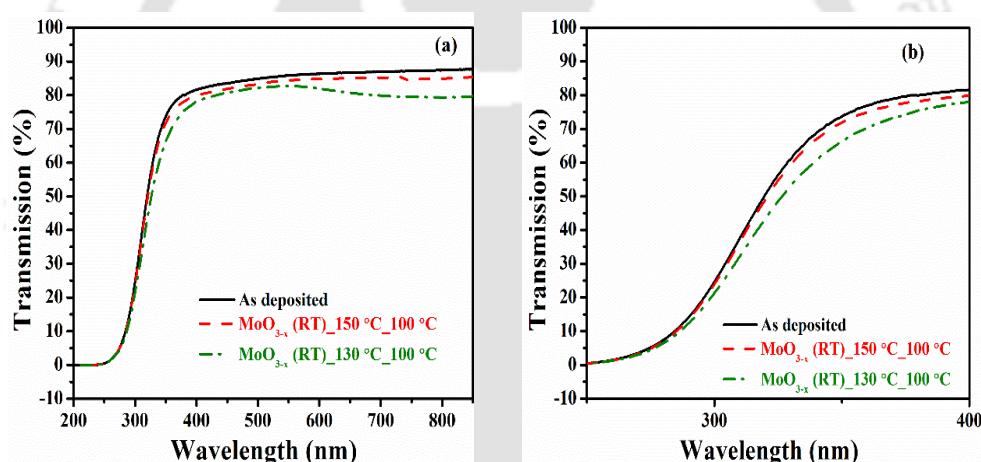 (a)
Transmission (%)
100
90
80
70
60
50
40
30
20
10
0
-10
As deposited
MoO3-x (RT)_150 °C_100 °C
MoO3-x (RT)_130 °C_100 °C
200 300 400 500 600 700 800
Wavelength (nm)
(b)
Transmission (%)
100
90
80
70
60
50
40
30
20
10
0
-10
As deposited
MoO3-x (RT)_150 °C_100 °C
MoO3-x (RT)_130 °C_100 °C
300 400
Wavelength (nm)